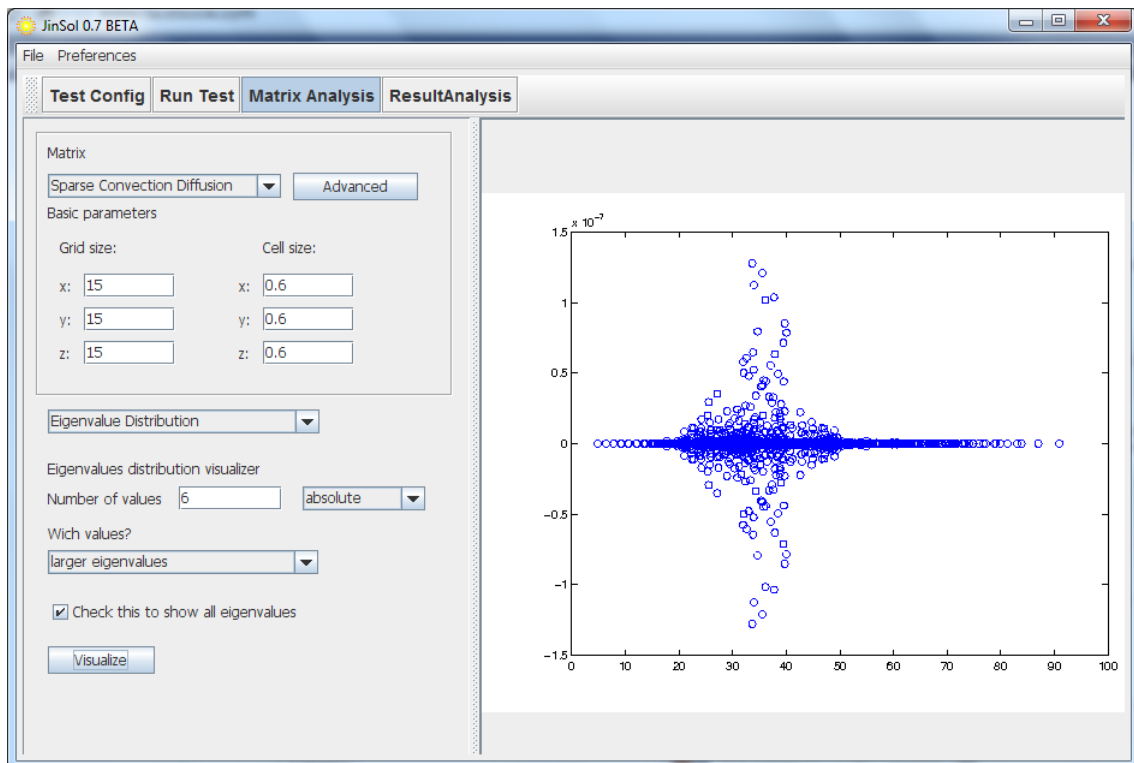 JinSol 0.7 BETA
File Preferences
Test Config Run Test Matrix Analysis ResultAnalysis
Matrix
Sparse Convection Diffusion Advanced
Basic parameters
Grid size: Cell size:
x: 15 x: 0.6
y: 15 y: 0.6
z: 15 z: 0.6
Eigenvalue Distribution
Eigenvalues distribution visualizer
Number of values 6 absolute
Wich values?
larger eigenvalues
Check this to show all eigenvalues
Visualize
x 10⁻⁷
1.5
1
0.5
0
-0.5
-1
-1.5
0 10 20 30 40 50 60 70 80 90 100